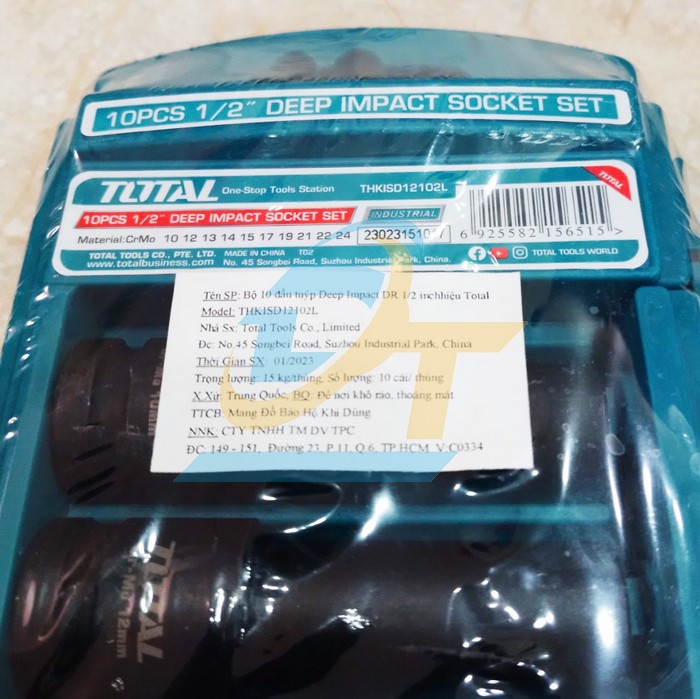 10PCS 1/2" DEEP IMPACT SOCKET SET
TOTAL One-Stop Tools Station THKISD12102L
TOTAL
10PCS 1/2" DEEP IMPACT SOCKET SET INDUSTRIAL
Material:CrMo 10 12 13 14 15 17 19 21 22 24
6 925582 156515 >
TOTAL TOOLS CO., PTE. LTD. MADE IN CHINA T02
www.totalbusiness.com No. 45 Songbei Road, Suzhou Industrial Park, China.
TOTAL TOOLS WORLD
Tên SP: Bộ 10 đầu tuýp Deep Impact DR 1/2 inchhiệu Total
Model: THKISD12102L
Nhà Sx: Total Tools Co., Limited
Đc: No.45 Songbei Road, Suzhou Industrial Park, China
Thời Gian SX: 01/2023
Trọng lượng: 15 kg/thùng, Số lượng: 10 cái/ thùng
X.Xứ: Trung Quốc, BQ: Để nơi khô ráo, thoáng mát
TTCB: Mang Đồ Bảo Hộ Khi Dùng
NNK: CTY TNHH TM DV TPC
ĐC: 149 - 151, Đường 23, P.11, Q.6, TP.HCM V:C0334
10mm
TOTAL
12mm